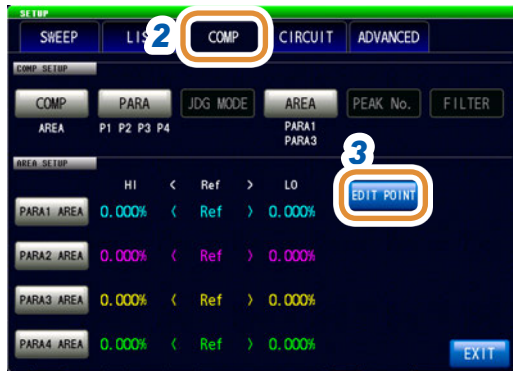 SETUP
SWEEP LIS 2 COMP CIRCUIT ADVANCED
COMP SETUP
COMP PARA JDG MODE AREA PEAK No. FILTER
AREA P1 P2 P3 P4 PARA1
PARA3
AREA SETUP
3
HI < Ref > LO EDIT POINT
PARA1 AREA 0.000% < Ref > 0.000%
PARA2 AREA 0.000% < Ref > 0.000%
PARA3 AREA 0.000% < Ref > 0.000%
PARA4 AREA 0.000% < Ref > 0.000%
EXIT